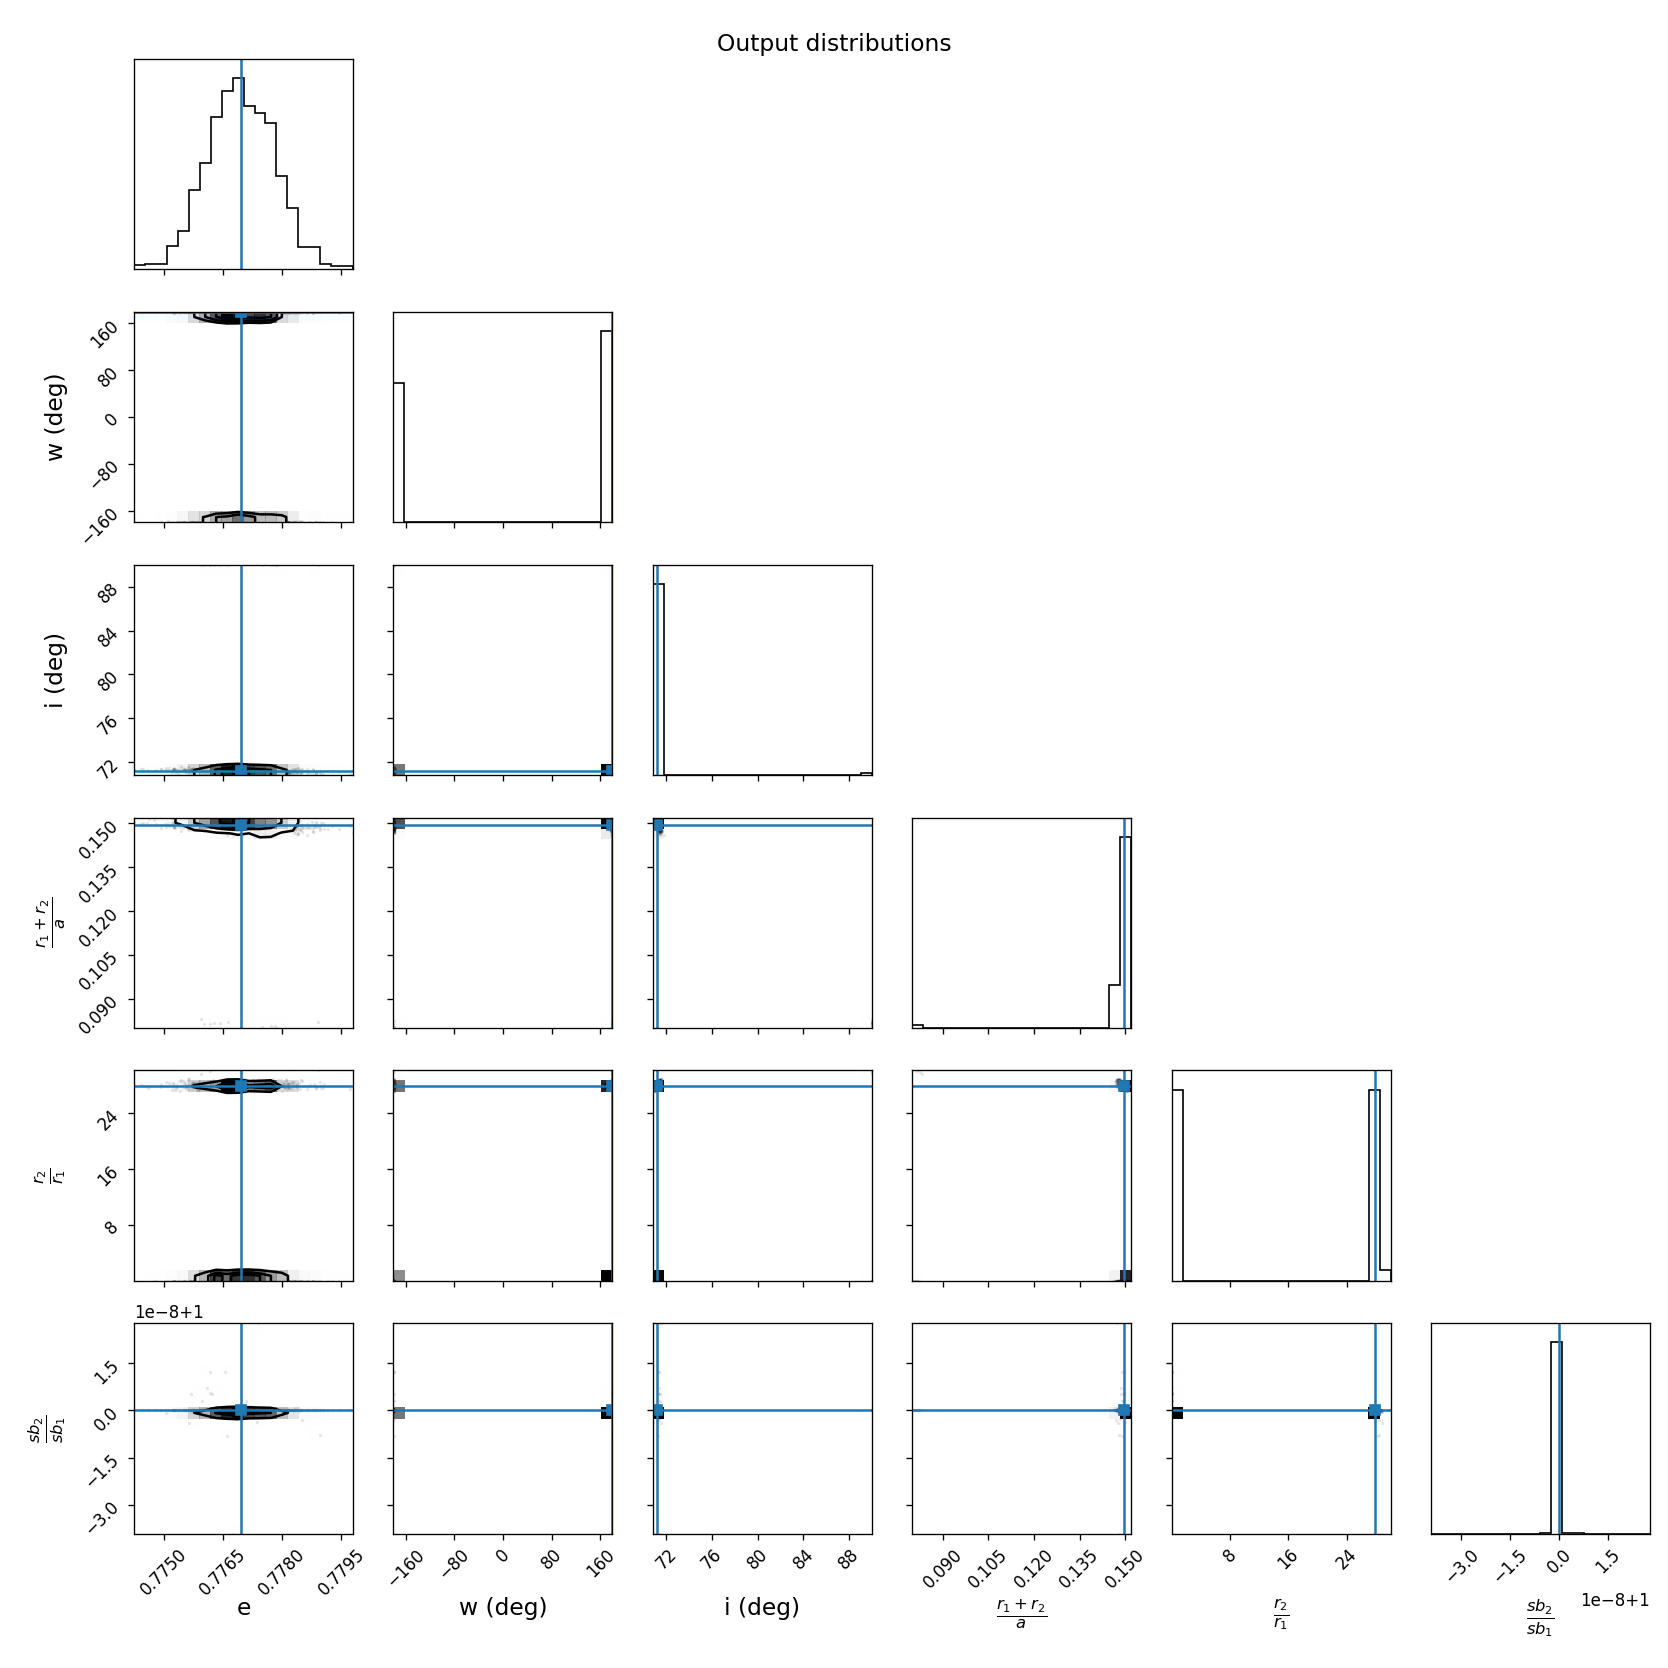 Output distributions
w (deg)
160
80
0
−80
−160
i (deg)
88
84
80
76
72
r₁ + r₂
a
0.150
0.135
0.120
0.105
0.090
r₂
r₁
24
16
8
1e−8+1
sb₂
sb₁
1.5
0.0
−1.5
−3.0
0.7750 0.7765 0.7780 0.7795
−160 −80 0 80 160
72 76 80 84 88
0.090 0.105 0.120 0.135 0.150
8 16 24
−3.0 −1.5 0.0 1.5
1e−8+1
e
w (deg)
i (deg)
r₁ + r₂
a
r₂
r₁
sb₂
sb₁